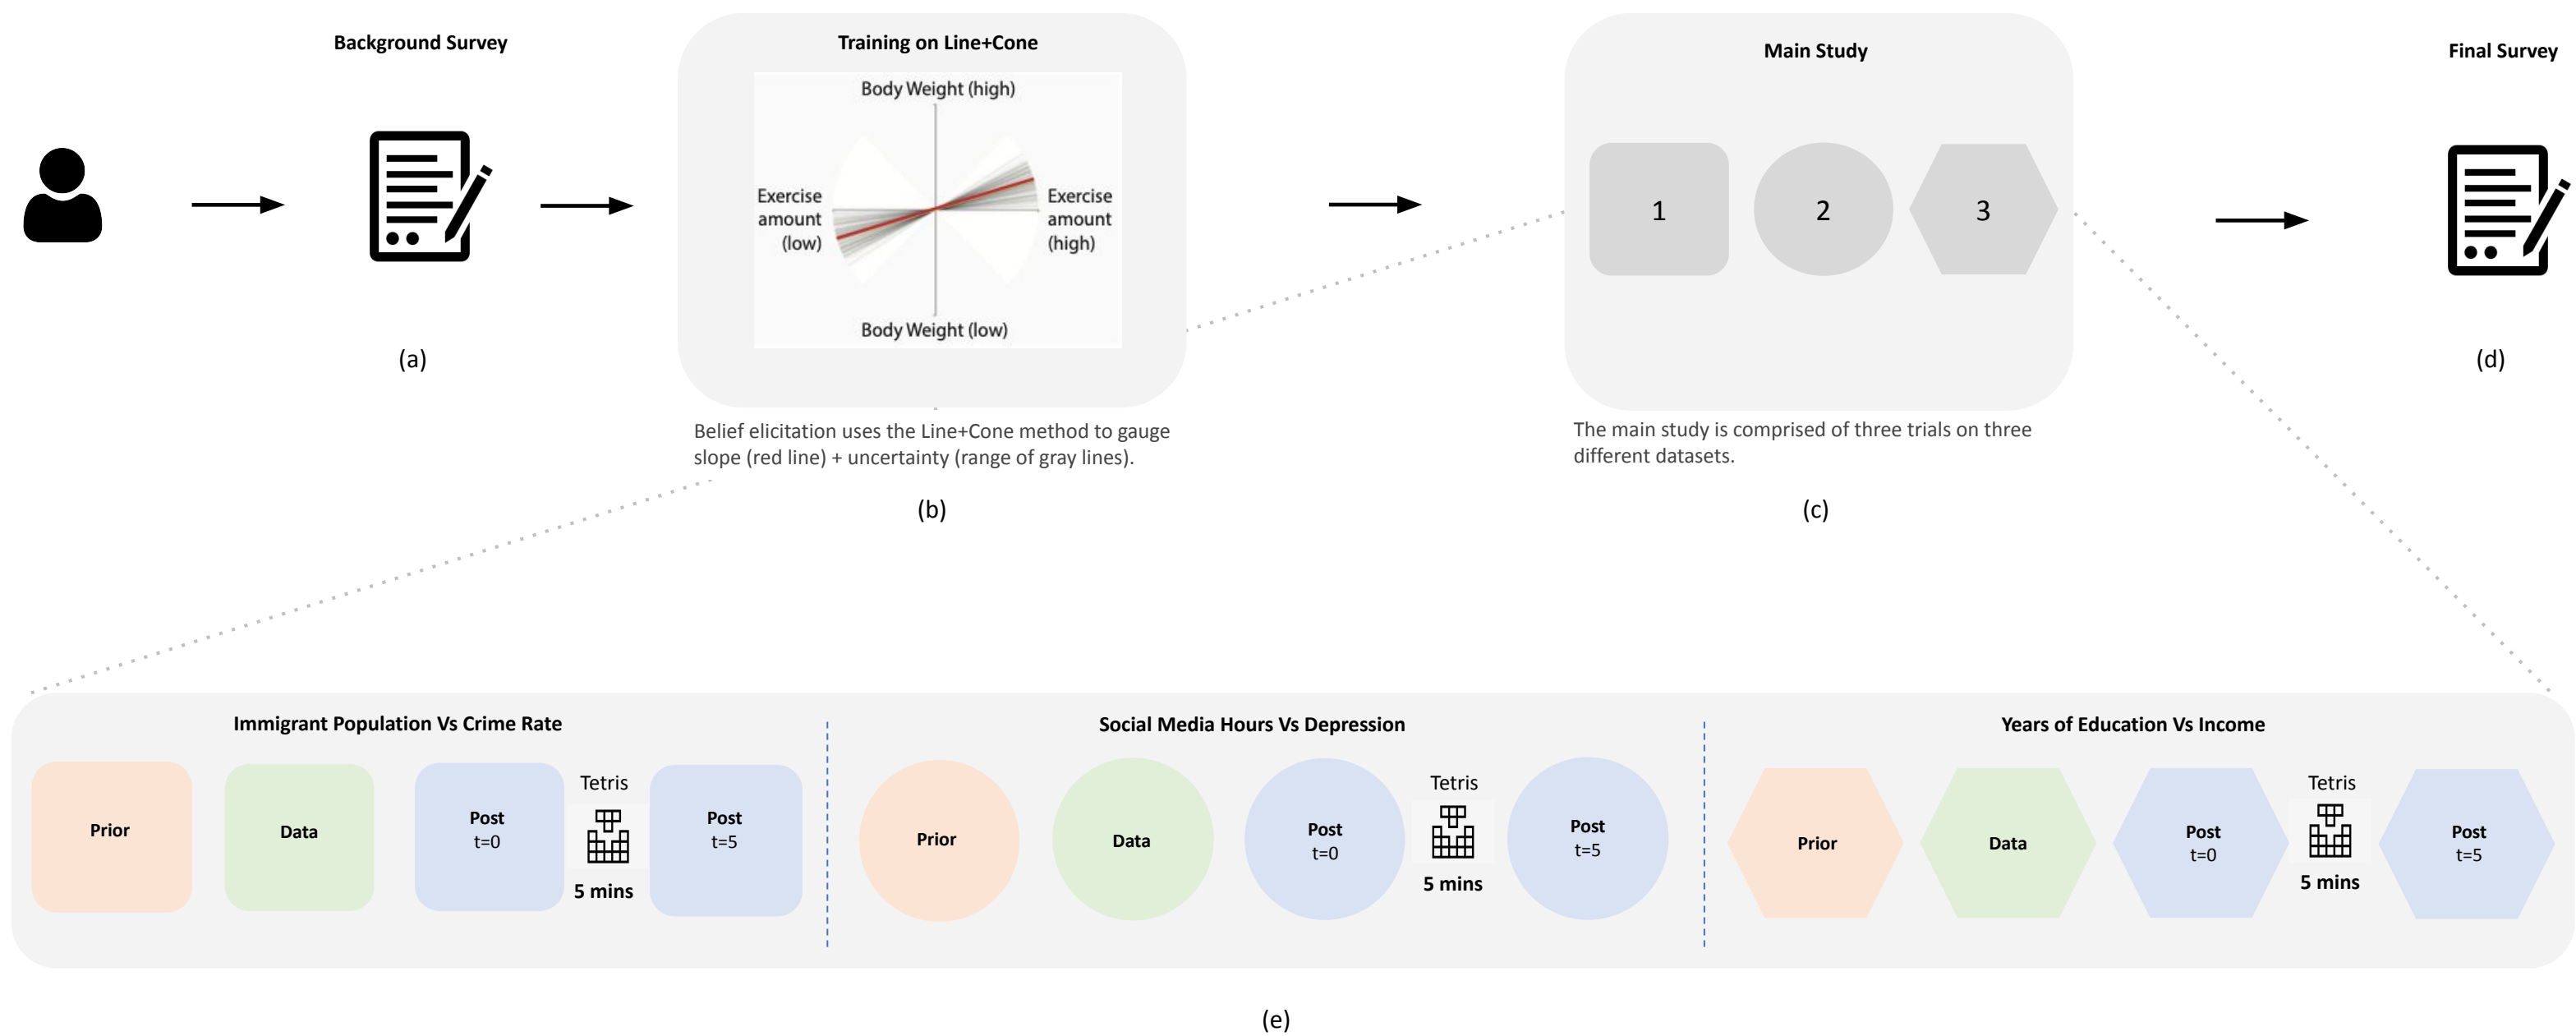 Background Survey
(a)
Training on Line+Cone
Body Weight (high)
Exercise
amount
(low)
Exercise
amount
(high)
Body Weight (low)
Belief elicitation uses the Line+Cone method to gauge
slope (red line) + uncertainty (range of gray lines).
(b)
Main Study
1
2
3
The main study is comprised of three trials on three
different datasets.
(c)
Final Survey
(d)
Immigrant Population Vs Crime Rate
Prior
Data
Post
t=0
Tetris
5 mins
Post
t=5
Social Media Hours Vs Depression
Prior
Data
Post
t=0
Tetris
5 mins
Post
t=5
Years of Education Vs Income
Prior
Data
Post
t=0
Tetris
5 mins
Post
t=5
(e)